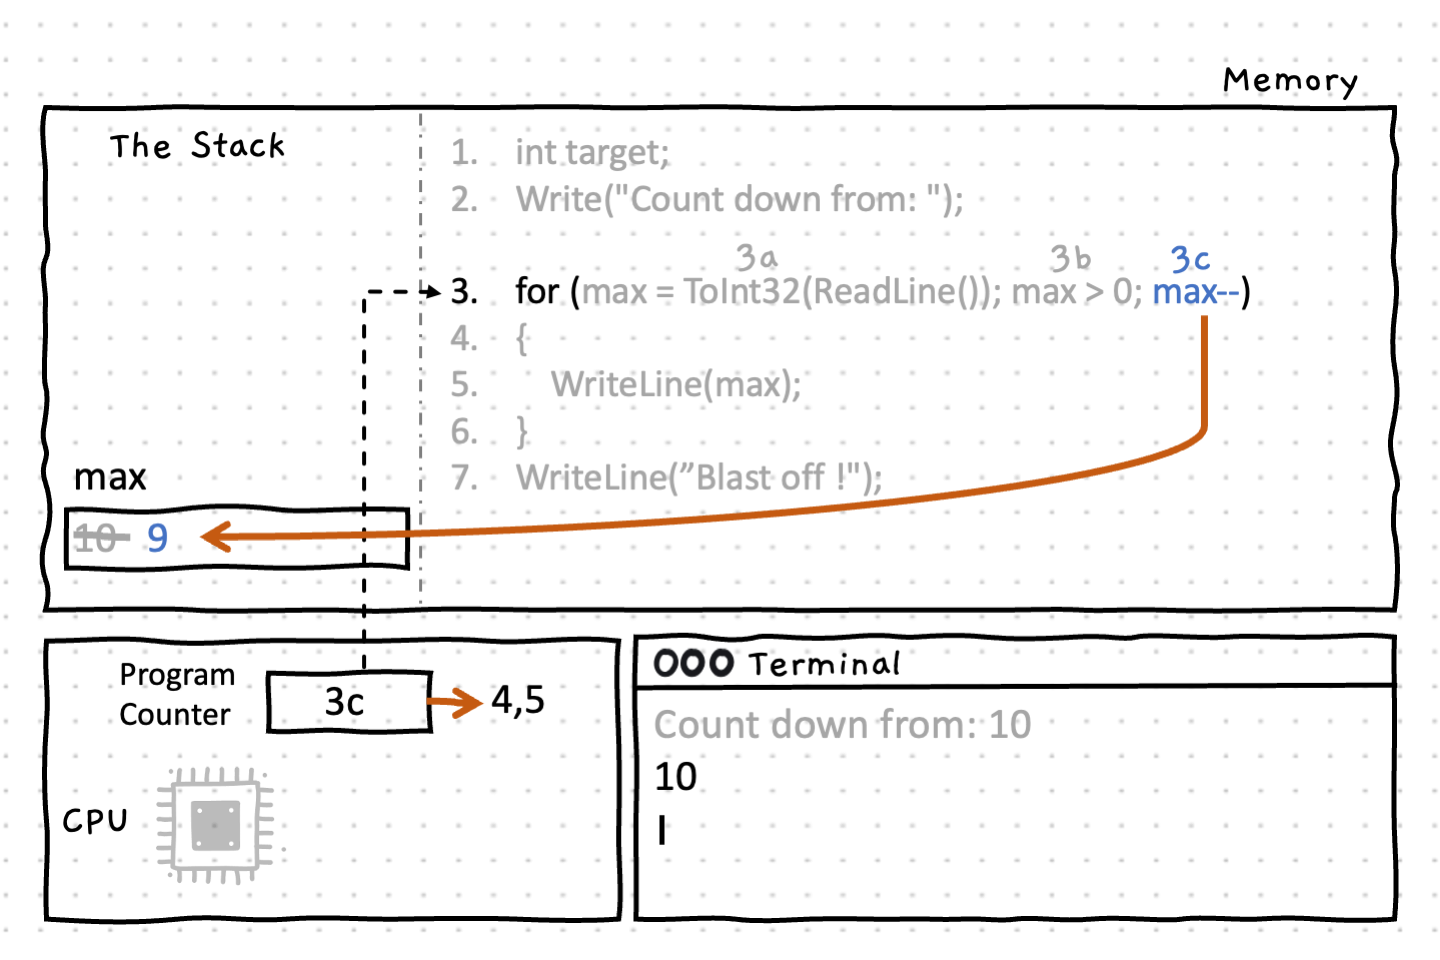 Memory
The Stack
1. int target;
2. Write("Count down from: ");
3a 3b 3c
3. for (max = ToInt32(ReadLine()); max > 0; max--)
4. {
5. WriteLine(max);
6. }
7. WriteLine(”Blast off !");
max
10 9
Program
Counter
3c
4,5
CPU
Terminal
Count down from: 10
10